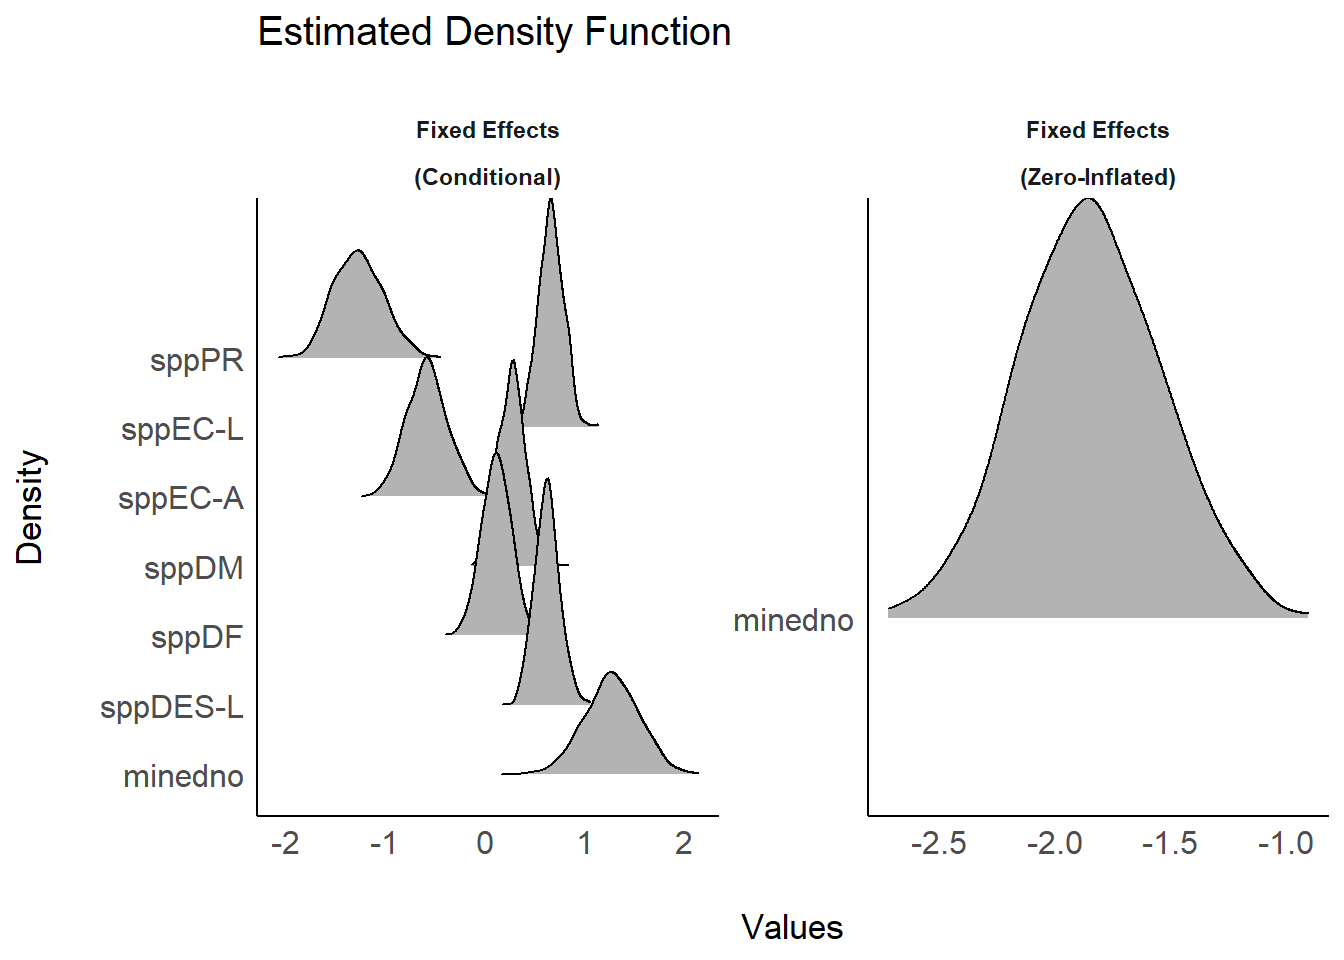 Estimated Density Function
Fixed Effects
(Conditional)
Fixed Effects
(Zero-Inflated)
Density
sppPR
sppEC-L
sppEC-A
sppDM
sppDF
sppDES-L
minedno
minedno
-2 -1 0 1 2
-2.5 -2.0 -1.5 -1.0
Values